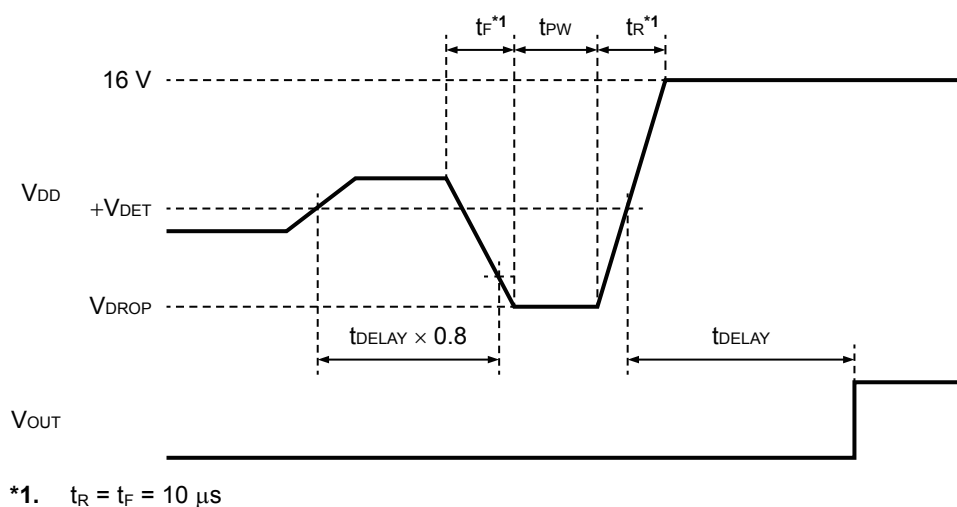 tF*1 tPW tR*1
16 V
VDD
+VDET
VDROP
tDELAY × 0.8 tDELAY
VOUT
*1. tR = tF = 10 μs